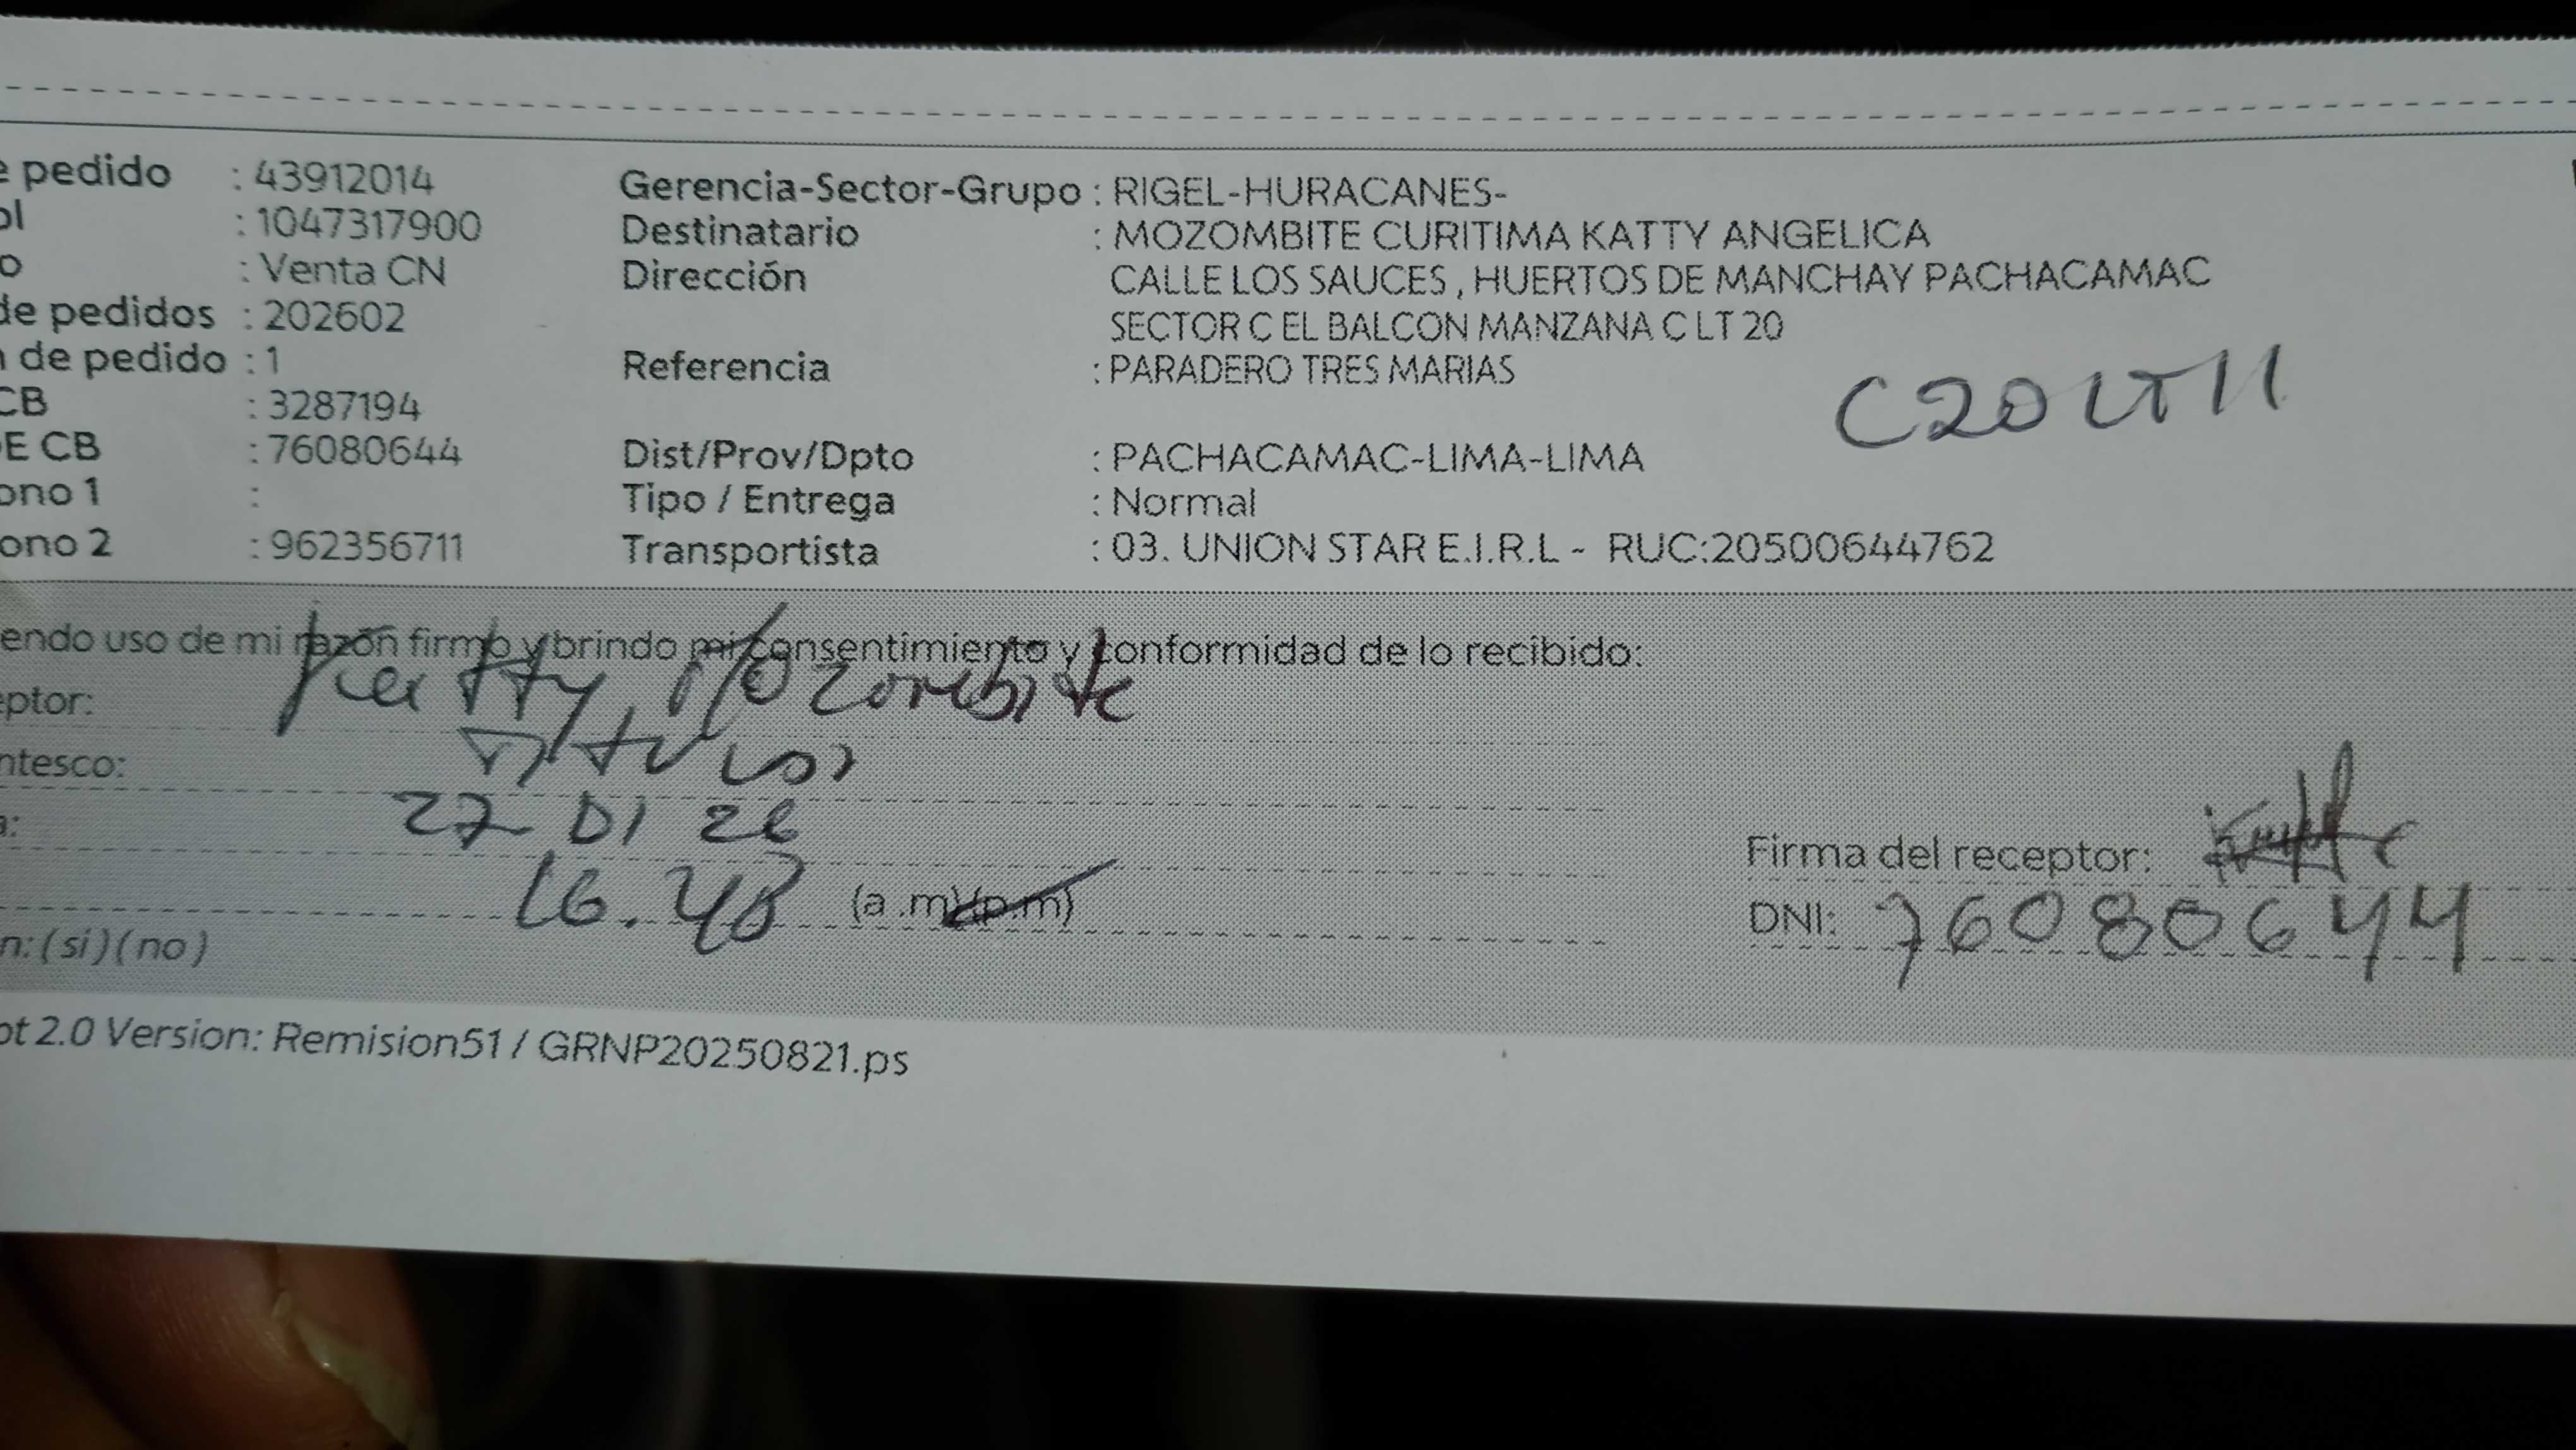 e pedido : 43912014
ol : 1047317900
o : Venta CN
de pedidos : 202602
n de pedido : 1
CB : 3287194
DE CB : 76080644
ono 1 :
ono 2 : 962356711
Gerencia-Sector-Grupo : RIGEL-HURACANES-
Destinatario : MOZOMBITE CURITIMA KATTY ANGELICA
Dirección CALLE LOS SAUCES , HUERTOS DE MANCHAY PACHACAMAC
SECTOR C EL BALCON MANZANA C LT 20
Referencia : PARADERO TRES MARIAS
C20 LT 11
Dist/Prov/Dpto : PACHACAMAC-LIMA-LIMA
Tipo / Entrega : Normal
Transportista : 03. UNION STAR E.I.R.L - RUC:20500644762
endo uso de mi razón firmo y brindo mi consentimiento y conformidad de lo recibido:
eptor: Katty Mozombite
ntesco:
a: 27 01 26
16.48 (a .m)(p.m)
n: (si) (no)
Firma del receptor:
DNI: 76080644
pt 2.0 Version: Remision51 / GRNP20250821.ps